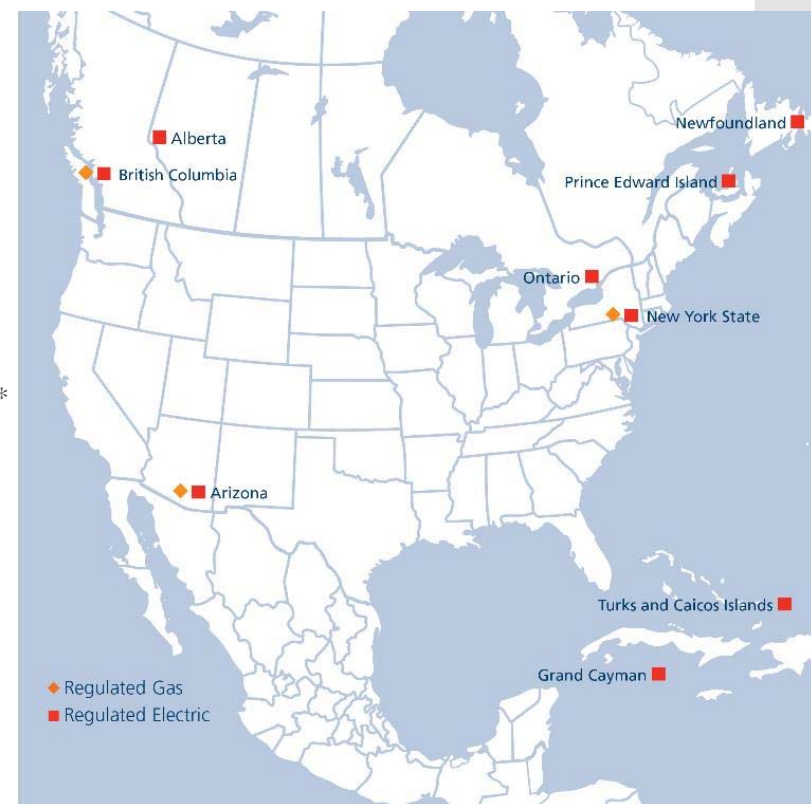 Newfoundland
Alberta
British Columbia
Prince Edward Island
Ontario
New York State
*
Arizona
Turks and Caicos Islands
Grand Cayman
Regulated Gas
Regulated Electric